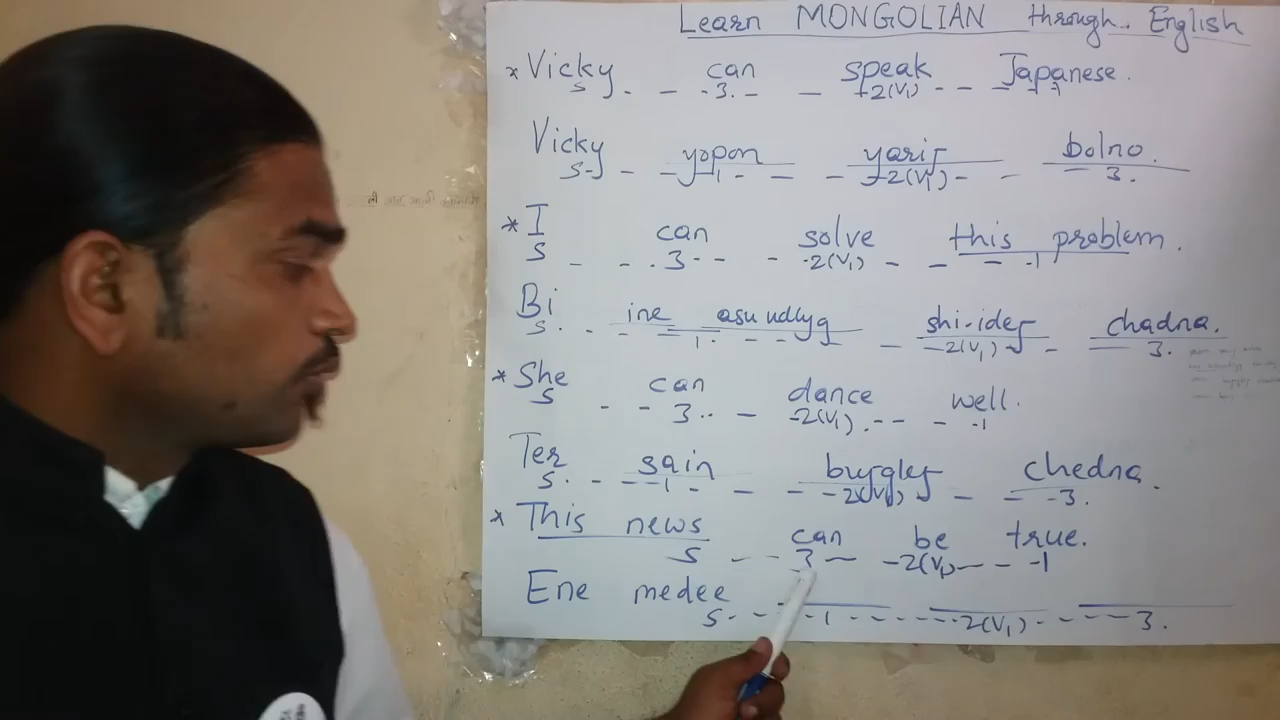 Learn MONGOLIAN through English
* Vicky can speak Japanese.
S 3 2(V1) 1
Vicky yopon yarij bolno.
S 1 2(V1) 3.
* I can solve this problem.
S 3 2(V1) 1
Bi ine asuudlyg shi-idej chadna.
S. 1 2(V1) 3.
* She can dance well.
S 3 2(V1) 1
Ter sain bujglej chedna.
S. 1 2(V1) 3.
* This news can be true.
S 3 2(V1) 1
Ene medee
S 1 2(V1) 3.